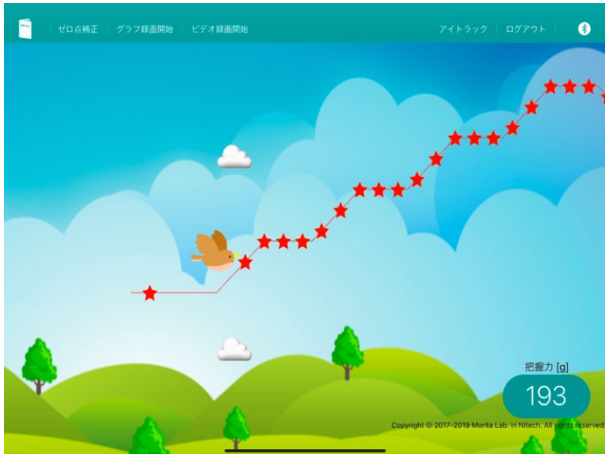 ゼロ点補正 | グラフ録画開始 | ビデオ録画開始
アイトラック | ログアウト |
把握力 [g]
193
Copyright © 2017-2019 Morita Lab. in Nitech. All rights reserved